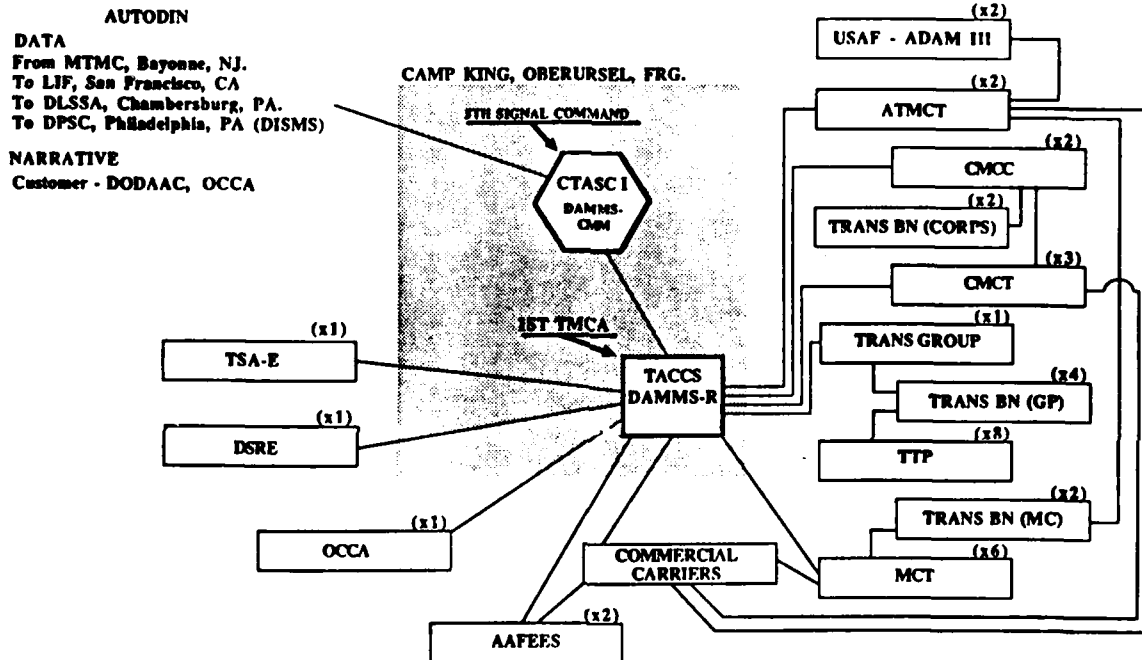 AUTODIN
DATA
From MTMC, Bayonne, NJ.
To LIF, San Francisco, CA
To DLSSA, Chambersburg, PA.
To DPSC, Philadelphia, PA (DISMS)
NARRATIVE
Customer - DODAAC, OCCA
CAMP KING, OBERURSEL, FRG.
5TH SIGNAL COMMAND
CTASC I
DAMMS-
CMM
1ST TMCA
TACCS
DAMMS-R
(x1)
TSA-E
(x1)
DSRE
(x1)
OCCA
(x2)
AAFEES
COMMERCIAL
CARRIERS
(x2)
USAF - ADAM III
(x2)
ATMCT
(x2)
CMCC
(x2)
TRANS BN (CORPS)
(x3)
CMCT
(x1)
TRANS GROUP
(x4)
TRANS BN (GP)
(x8)
TTP
(x2)
TRANS BN (MC)
(x6)
MCT